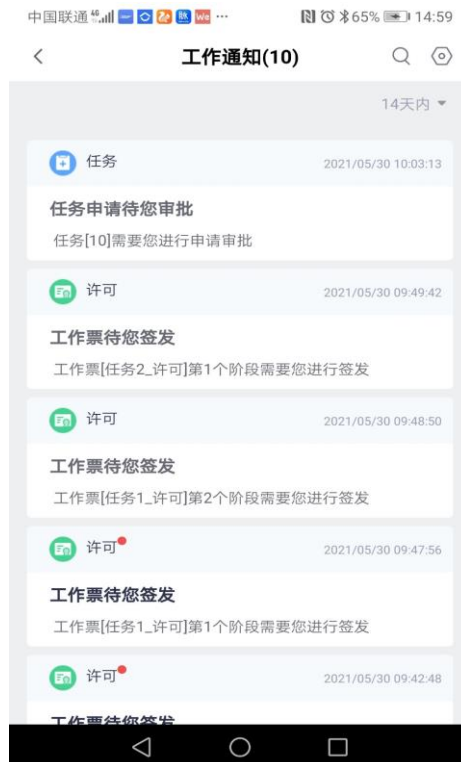 中国联通 65% 14:59
工作通知(10)
14天内
任务 2021/05/30 10:03:13
任务申请待您审批
任务[10]需要您进行申请审批
许可 2021/05/30 09:49:42
工作票待您签发
工作票[任务2_许可]第1个阶段需要您进行签发
许可 2021/05/30 09:48:50
工作票待您签发
工作票[任务1_许可]第2个阶段需要您进行签发
许可 2021/05/30 09:47:56
工作票待您签发
工作票[任务1_许可]第1个阶段需要您进行签发
许可 2021/05/30 09:42:48
工作票待您签发